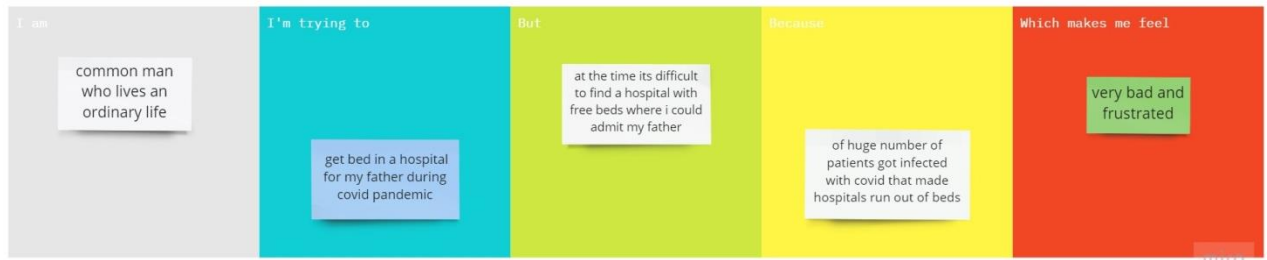 I am
common man
who lives an
ordinary life
I'm trying to
get bed in a hospital
for my father during
covid pandemic
But
at the time its difficult
to find a hospital with
free beds where i could
admit my father
Because
of huge number of
patients got infected
with covid that made
hospitals run out of beds
Which makes me feel
very bad and
frustrated